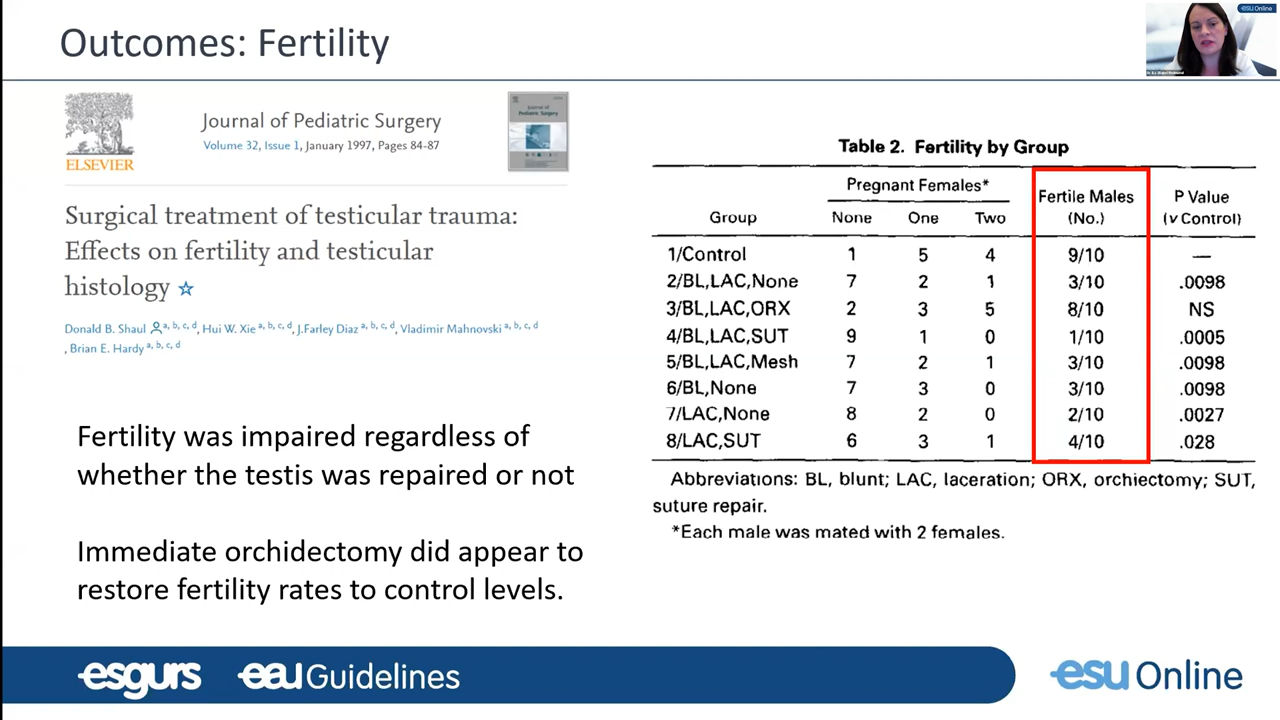 Outcomes: Fertility
esu Online
ELSEVIER
Journal of Pediatric Surgery
Volume 32, Issue 1, January 1997, Pages 84-87
Surgical treatment of testicular trauma:
Effects on fertility and testicular
histology
Donald B. Shaul a, b, c, d, Hui W. Xie a, b, c, d, J.Farley Diaz a, b, c, d, Vladimir Mahnovski a, b, c, d
, Brian E. Hardy a, b, c, d
Fertility was impaired regardless of
whether the testis was repaired or not
Immediate orchidectomy did appear to
restore fertility rates to control levels.
Table 2. Fertility by Group
Pregnant Females* Fertile Males P Value
Group None One Two (No.) (v Control)
1/Control 1 5 4 9/10 —
2/BL,LAC,None 7 2 1 3/10 .0098
3/BL,LAC,ORX 2 3 5 8/10 NS
4/BL,LAC,SUT 9 1 0 1/10 .0005
5/BL,LAC,Mesh 7 2 1 3/10 .0098
6/BL,None 7 3 0 3/10 .0098
7/LAC,None 8 2 0 2/10 .0027
8/LAC,SUT 6 3 1 4/10 .028
Abbreviations: BL, blunt; LAC, laceration; ORX, orchiectomy; SUT,
suture repair.
*Each male was mated with 2 females.
esgurs eau Guidelines
esu Online